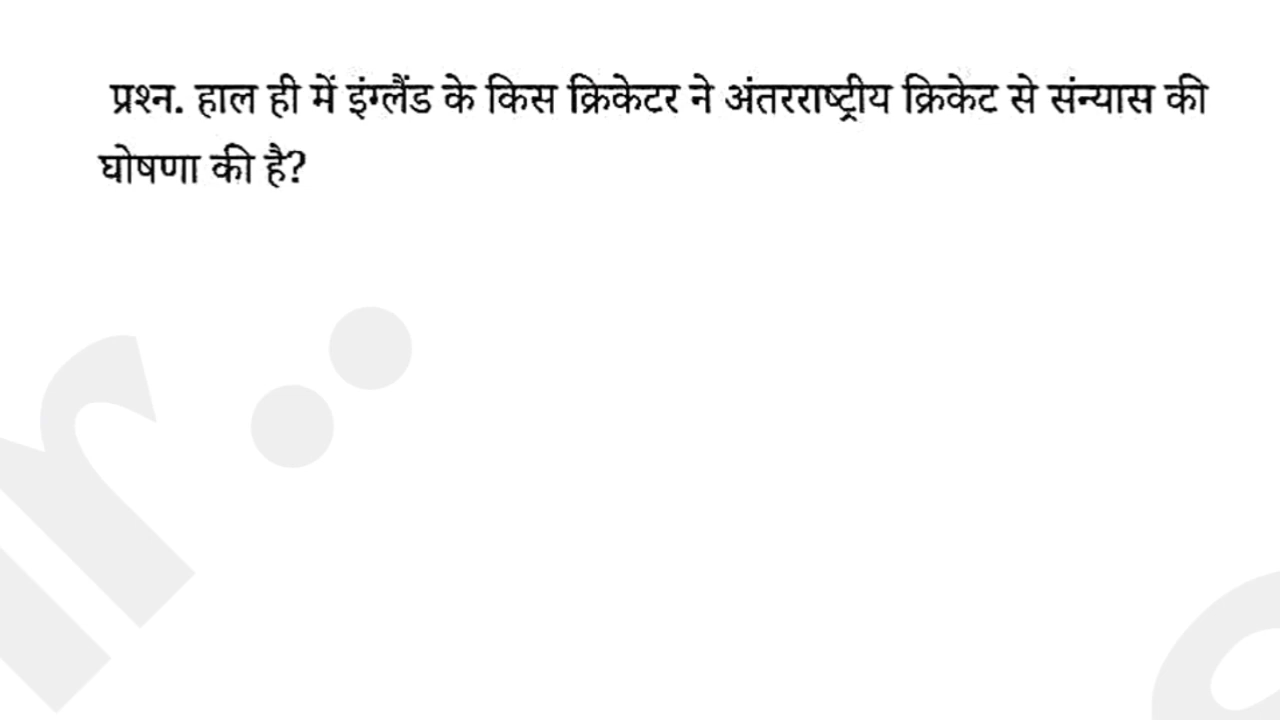 प्रश्न. हाल ही में इंग्लैंड के किस क्रिकेटर ने अंतरराष्ट्रीय क्रिकेट से संन्यास की
घोषणा की है?